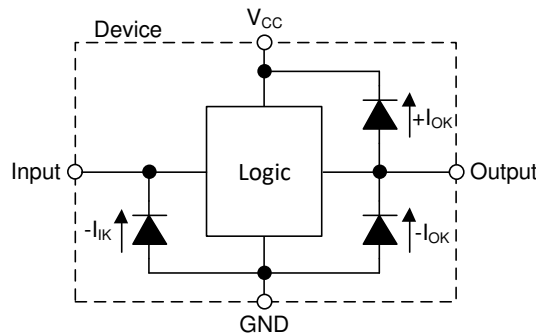 Device
VCC
+IOK
Input
Logic
Output
-IIK
-IOK
GND